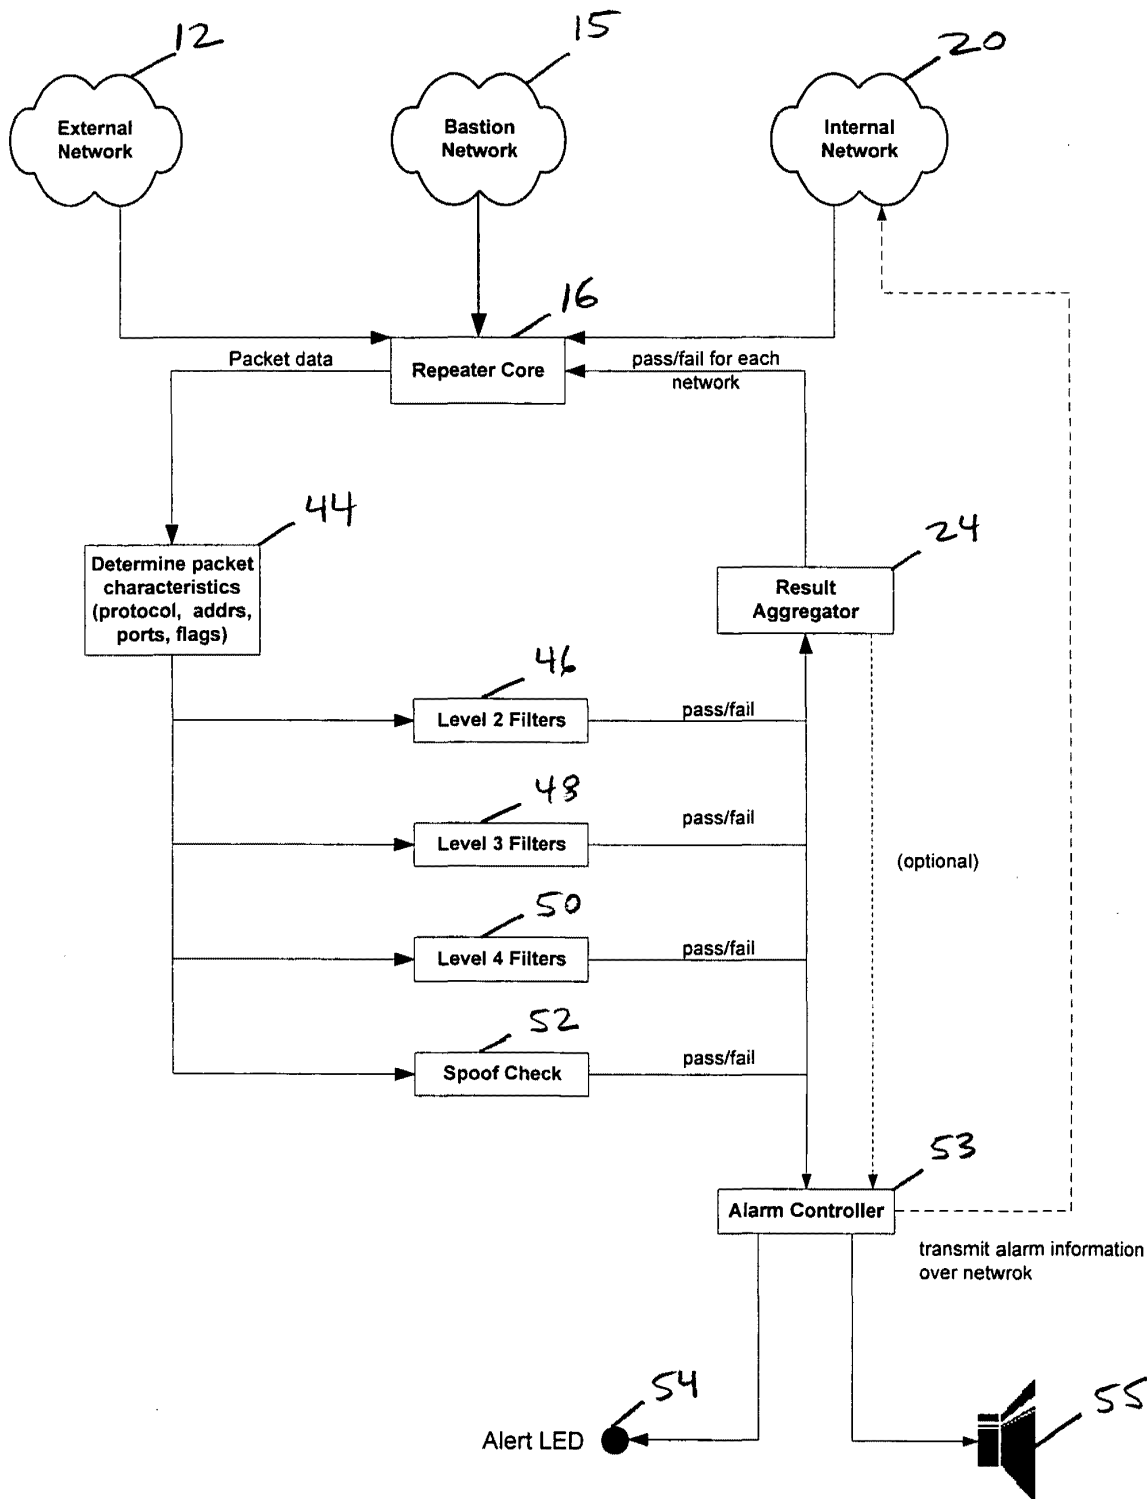 12
15
20
External
Network
Bastion
Network
Internal
Network
16
Packet data
Repeater Core
pass/fail for each
network
44
Determine packet
characteristics
(protocol, addrs,
ports, flags)
24
Result
Aggregator
46
Level 2 Filters
pass/fail
48
Level 3 Filters
pass/fail
(optional)
50
Level 4 Filters
pass/fail
52
Spoof Check
pass/fail
53
Alarm Controller
transmit alarm information
over netwrok
54
Alert LED
55